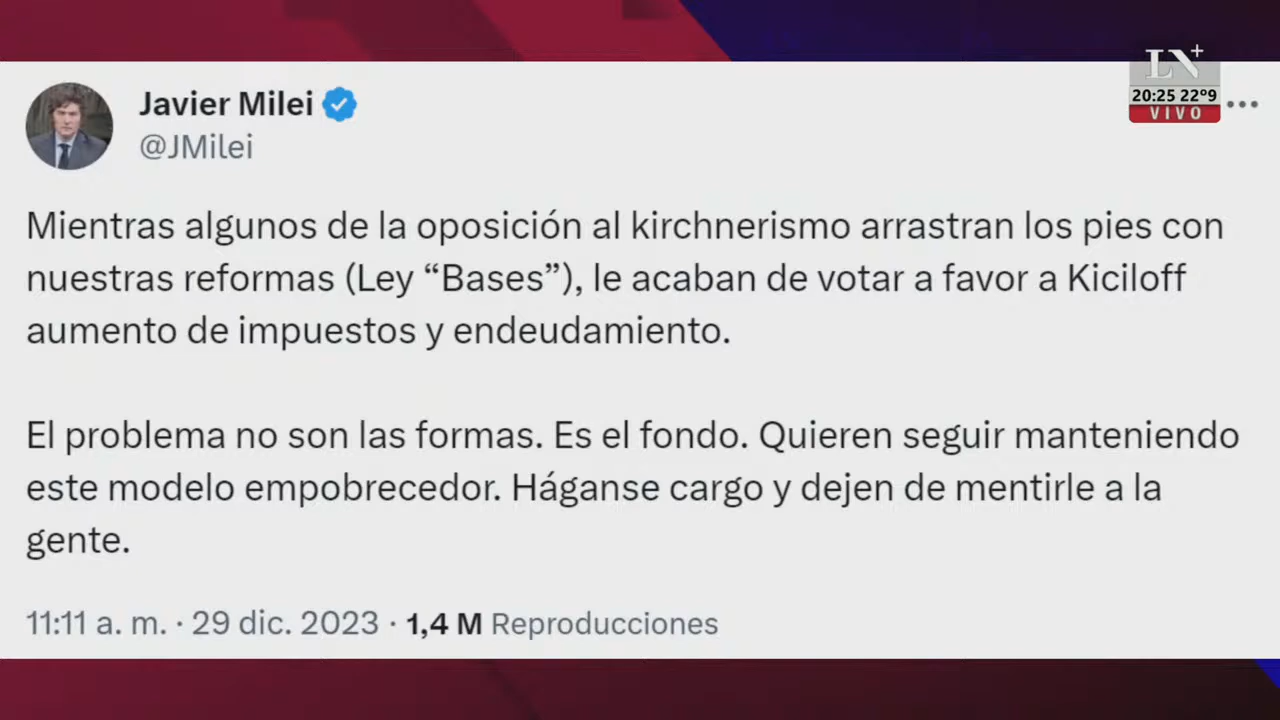 LN+
20:25 22º9
VIVO
Javier Milei
@JMilei
Mientras algunos de la oposición al kirchnerismo arrastran los pies con
nuestras reformas (Ley “Bases”), le acaban de votar a favor a Kiciloff
aumento de impuestos y endeudamiento.
El problema no son las formas. Es el fondo. Quieren seguir manteniendo
este modelo empobrecedor. Háganse cargo y dejen de mentirle a la
gente.
11:11 a. m. · 29 dic. 2023 · 1,4 M Reproducciones